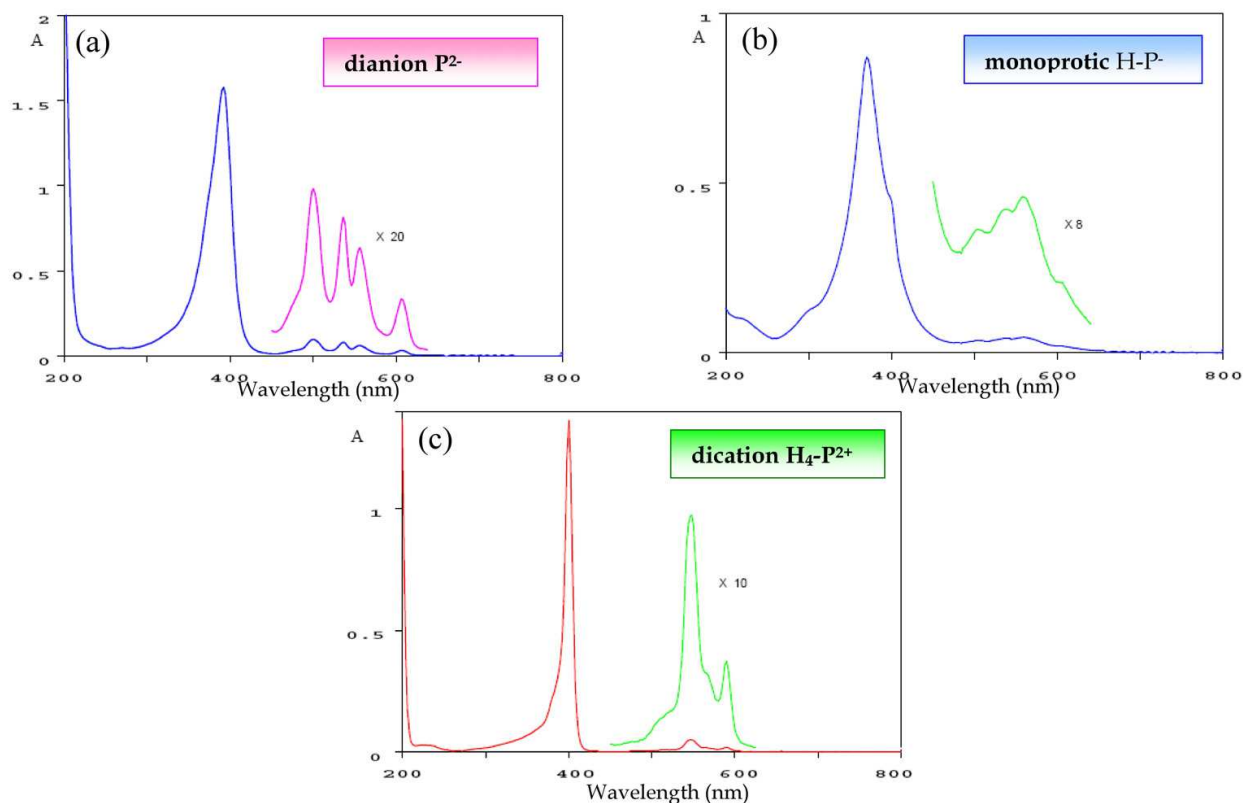 (a)
A
2
1.5
1
0.5
0
200
400
600
800
Wavelength (nm)
dianion P²⁻
X 20
(b)
A
1
0.5
0
200
400
600
800
Wavelength (nm)
monoprotic H-P⁻
X 8
(c)
A
1
0.5
0
200
400
600
800
Wavelength (nm)
dication H₄-P²⁺
X 10